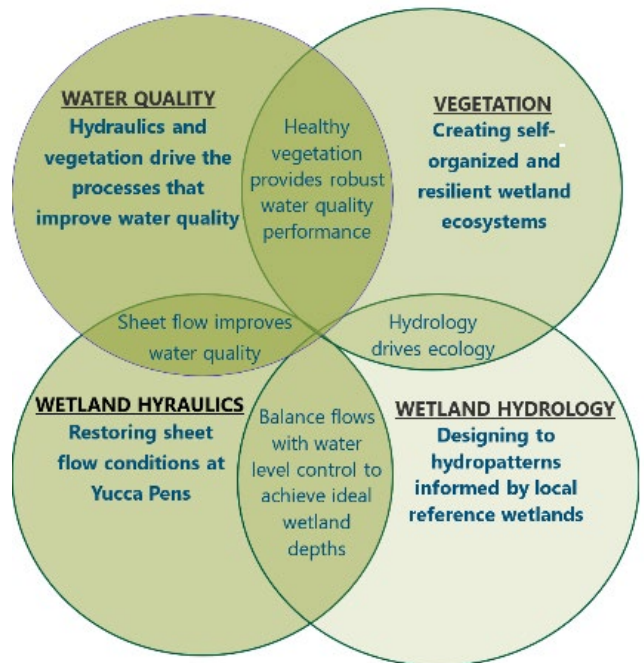 WATER QUALITY
Hydraulics and
vegetation drive the
processes that
improve water quality
Healthy
vegetation
provides robust
water quality
performance
VEGETATION
Creating self-
organized and
resilient wetland
ecosystems
Sheet flow improves
water quality
Hydrology
drives ecology
WETLAND HYRAULICS
Restoring sheet
flow conditions at
Yucca Pens
Balance flows
with water
level control to
achieve ideal
wetland
depths
WETLAND HYDROLOGY
Designing to
hydropatterns
informed by local
reference wetlands